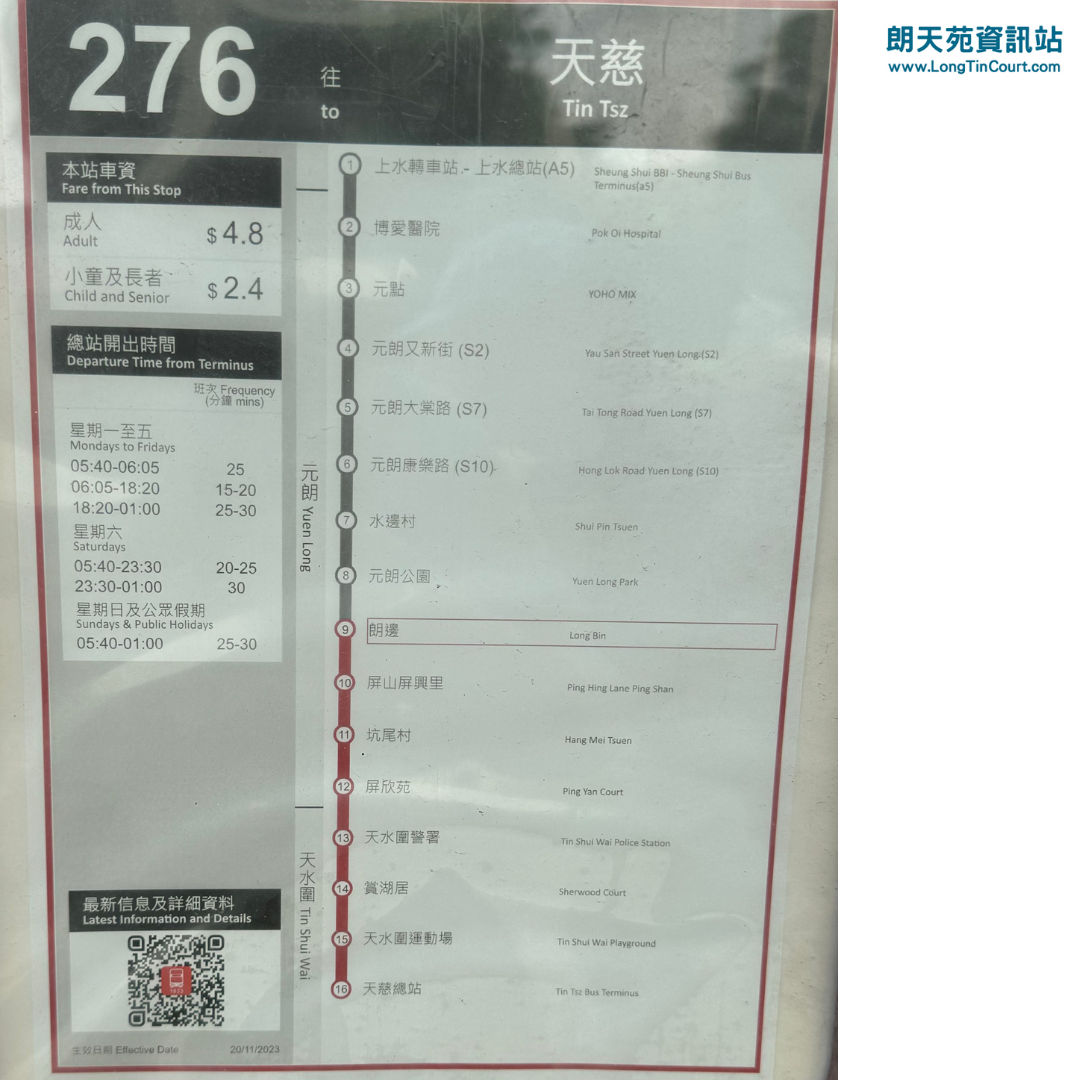 朗天苑資訊站
www.LongTinCourt.com
276 往 to 天慈 Tin Tsz
本站車資
Fare from This Stop
成人
Adult
$ 4.8
小童及長者
Child and Senior
$ 2.4
總站開出時間
Departure Time from Terminus
班次 Frequency
(分鐘 mins)
星期一至五
Mondays to Fridays
05:40-06:05 25
06:05-18:20 15-20
18:20-01:00 25-30
星期六
Saturdays
05:40-23:30 20-25
23:30-01:00 30
星期日及公眾假期
Sundays & Public Holidays
05:40-01:00 25-30
最新信息及詳細資料
Latest Information and Details
1933
生效日期 Effective Date 20/11/2023
元朗 Yuen Long
天水圍 Tin Shui Wai
1 上水轉車站 - 上水總站(A5) Sheung Shui BBI - Sheung Shui Bus
Terminus(a5)
2 博愛醫院 Pok Oi Hospital
3 元點 YOHO MIX
4 元朗又新街 (S2) Yau San Street Yuen Long (S2)
5 元朗大棠路 (S7) Tai Tong Road Yuen Long (S7)
6 元朗康樂路 (S10) Hong Lok Road Yuen Long (S10)
7 水邊村 Shui Pin Tsuen
8 元朗公園 Yuen Long Park
9 朗邊 Long Bin
10 屏山屏興里 Ping Hing Lane Ping Shan
11 坑尾村 Hang Mei Tsuen
12 屏欣苑 Ping Yan Court
13 天水圍警署 Tin Shui Wai Police Station
14 賞湖居 Sherwood Court
15 天水圍運動場 Tin Shui Wai Playground
16 天慈總站 Tin Tsz Bus Terminus